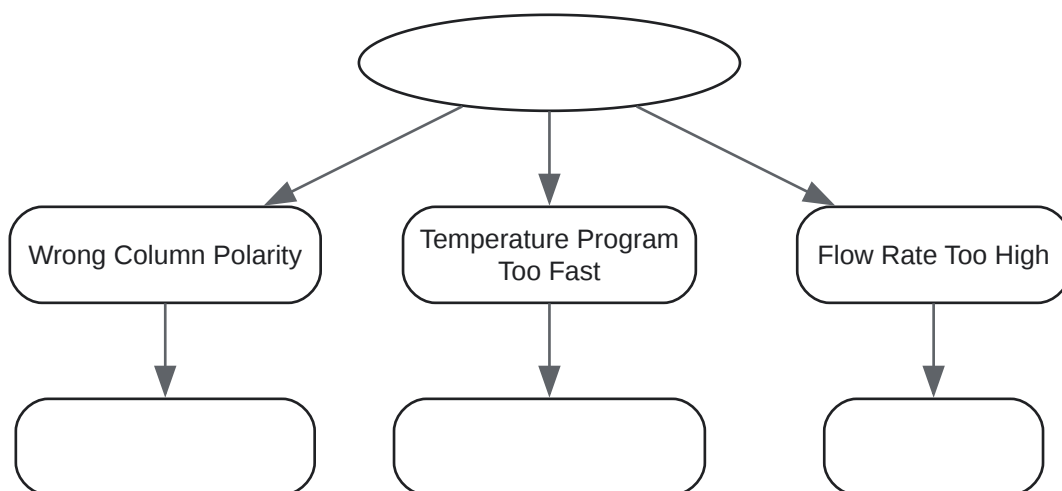 Wrong Column Polarity
Temperature Program
Too Fast
Flow Rate Too High